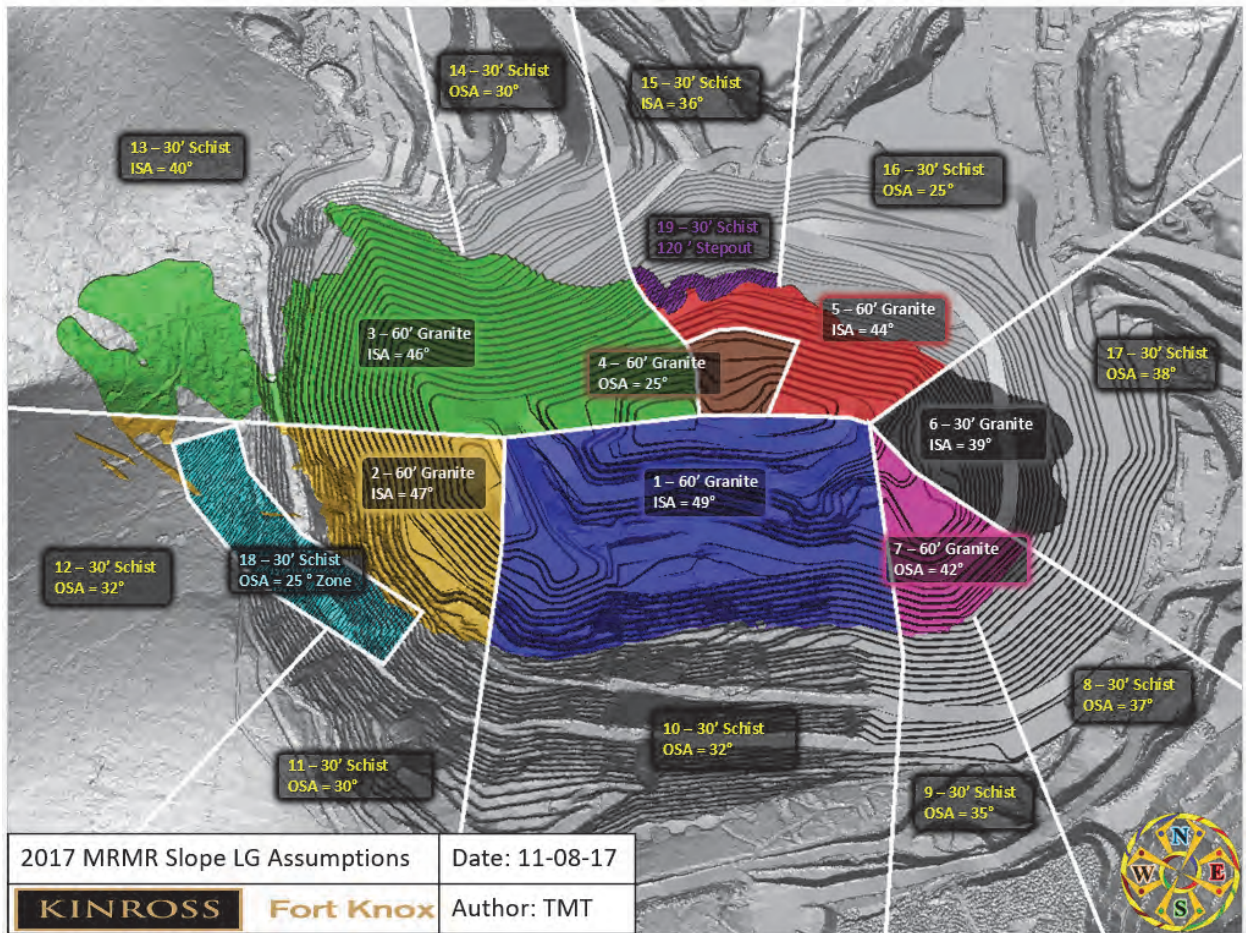 14 – 30’ Schist
OSA = 30°
15 – 30’ Schist
ISA = 36°
13 – 30’ Schist
ISA = 40°
16 – 30’ Schist
OSA = 25°
19 – 30’ Schist
120 ’ Stepout
5 – 60’ Granite
ISA = 44°
3 – 60’ Granite
ISA = 46°
4 – 60’ Granite
OSA = 25°
17 – 30’ Schist
OSA = 38°
6 – 30’ Granite
ISA = 39°
2 – 60’ Granite
ISA = 47°
1 – 60’ Granite
ISA = 49°
7 – 60’ Granite
OSA = 42°
18 – 30’ Schist
OSA = 25 ° Zone
12 – 30’ Schist
OSA = 32°
8 – 30’ Schist
OSA = 37°
10 – 30’ Schist
OSA = 32°
11 – 30’ Schist
OSA = 30°
9 – 30’ Schist
OSA = 35°
2017 MRMR Slope LG Assumptions
Date: 11-08-17
KINROSS Fort Knox
Author: TMT
N
W E
S